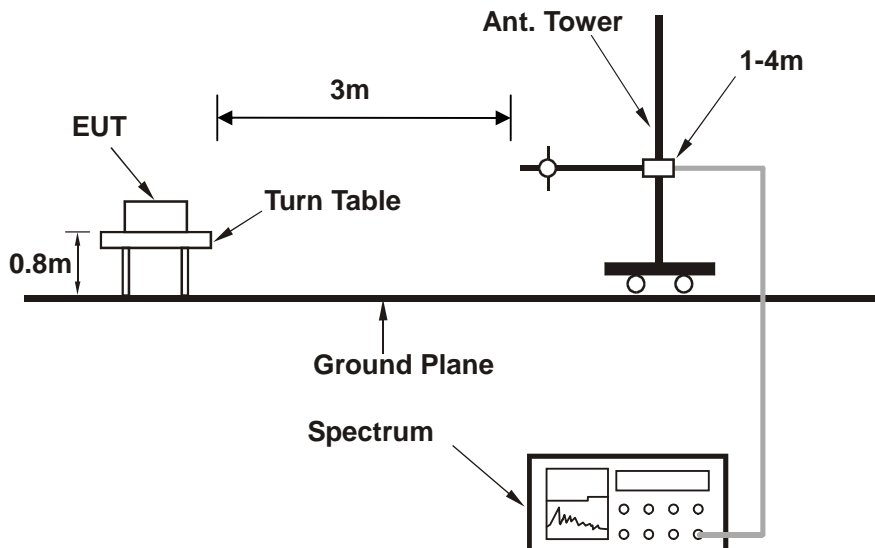 Ant. Tower
1-4m
3m
EUT
Turn Table
0.8m
Ground Plane
Spectrum